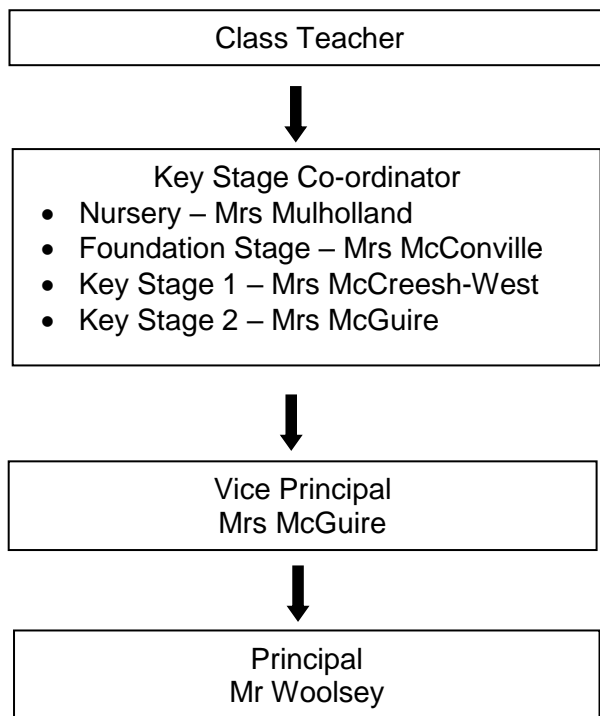 Class Teacher
Key Stage Co-ordinator
• Nursery – Mrs Mulholland
• Foundation Stage – Mrs McConville
• Key Stage 1 – Mrs McCreesh-West
• Key Stage 2 – Mrs McGuire
Vice Principal
Mrs McGuire
Principal
Mr Woolsey